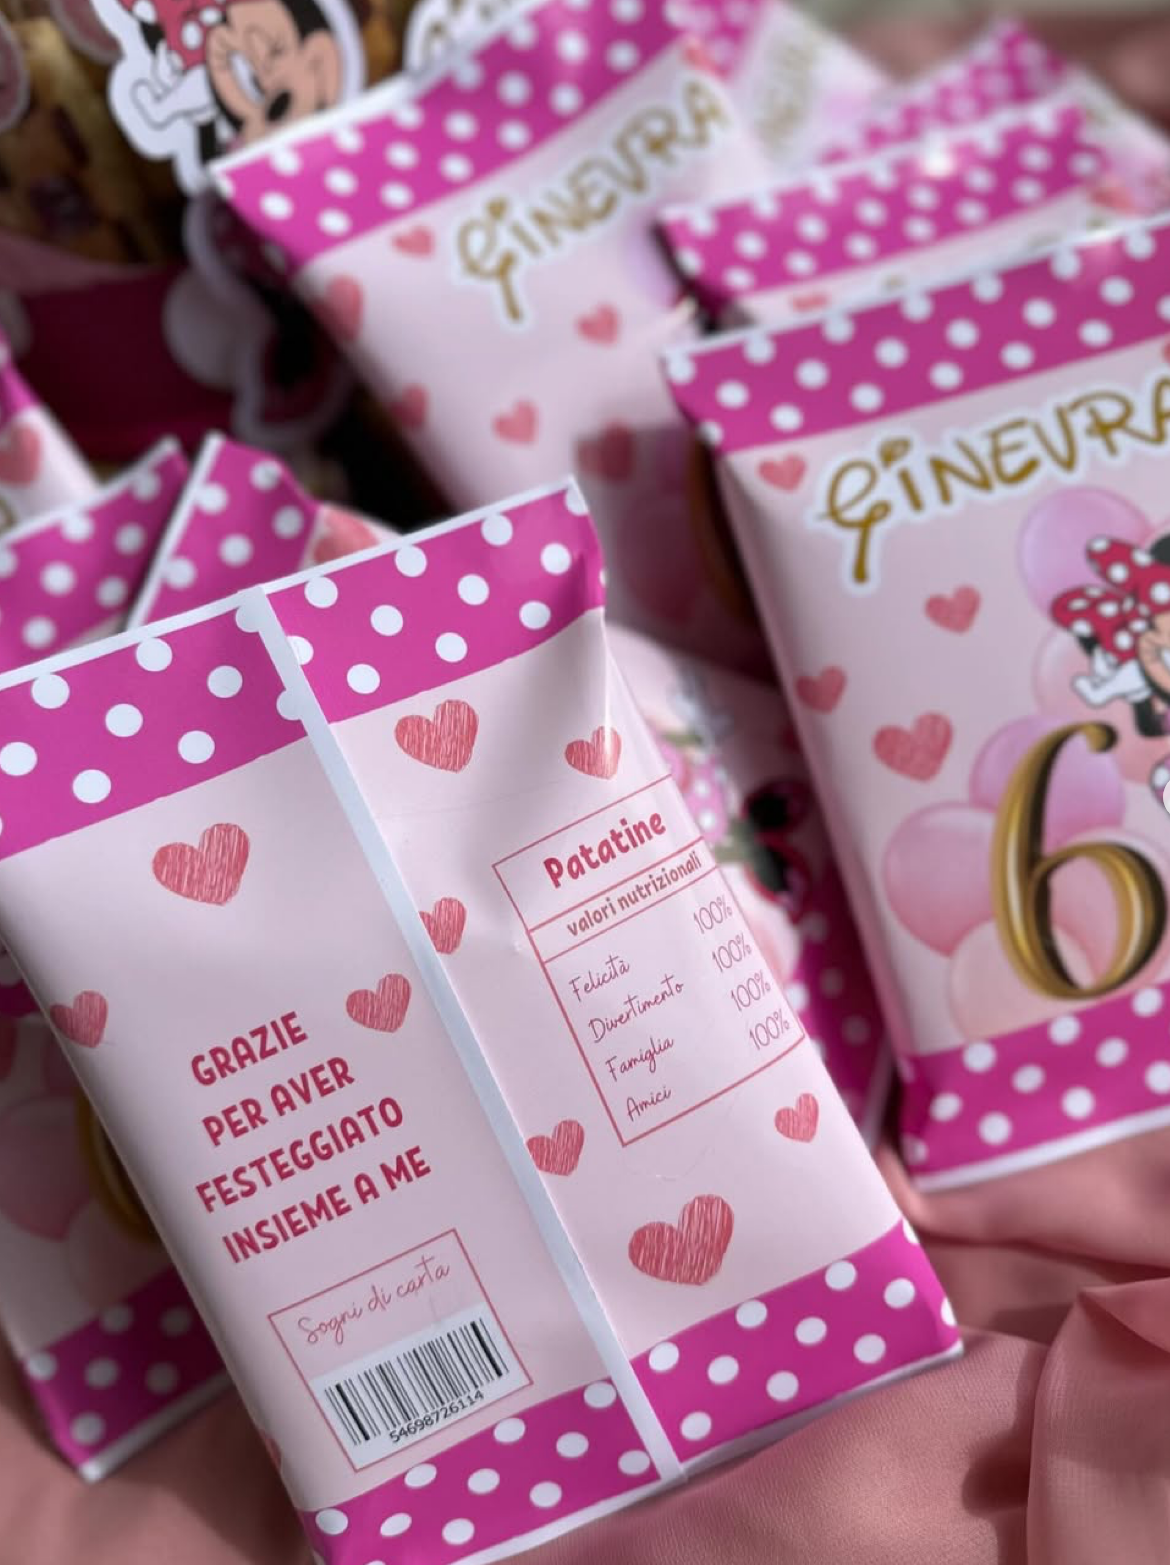 GINEVRA
GINEVRA
6
GRAZIE
PER AVER
FESTEGGIATO
INSIEME A ME
Sogni di carta
54698726114
Patatine
valori nutrizionali
Felicità 100%
Divertimento 100%
Famiglia 100%
Amici 100%